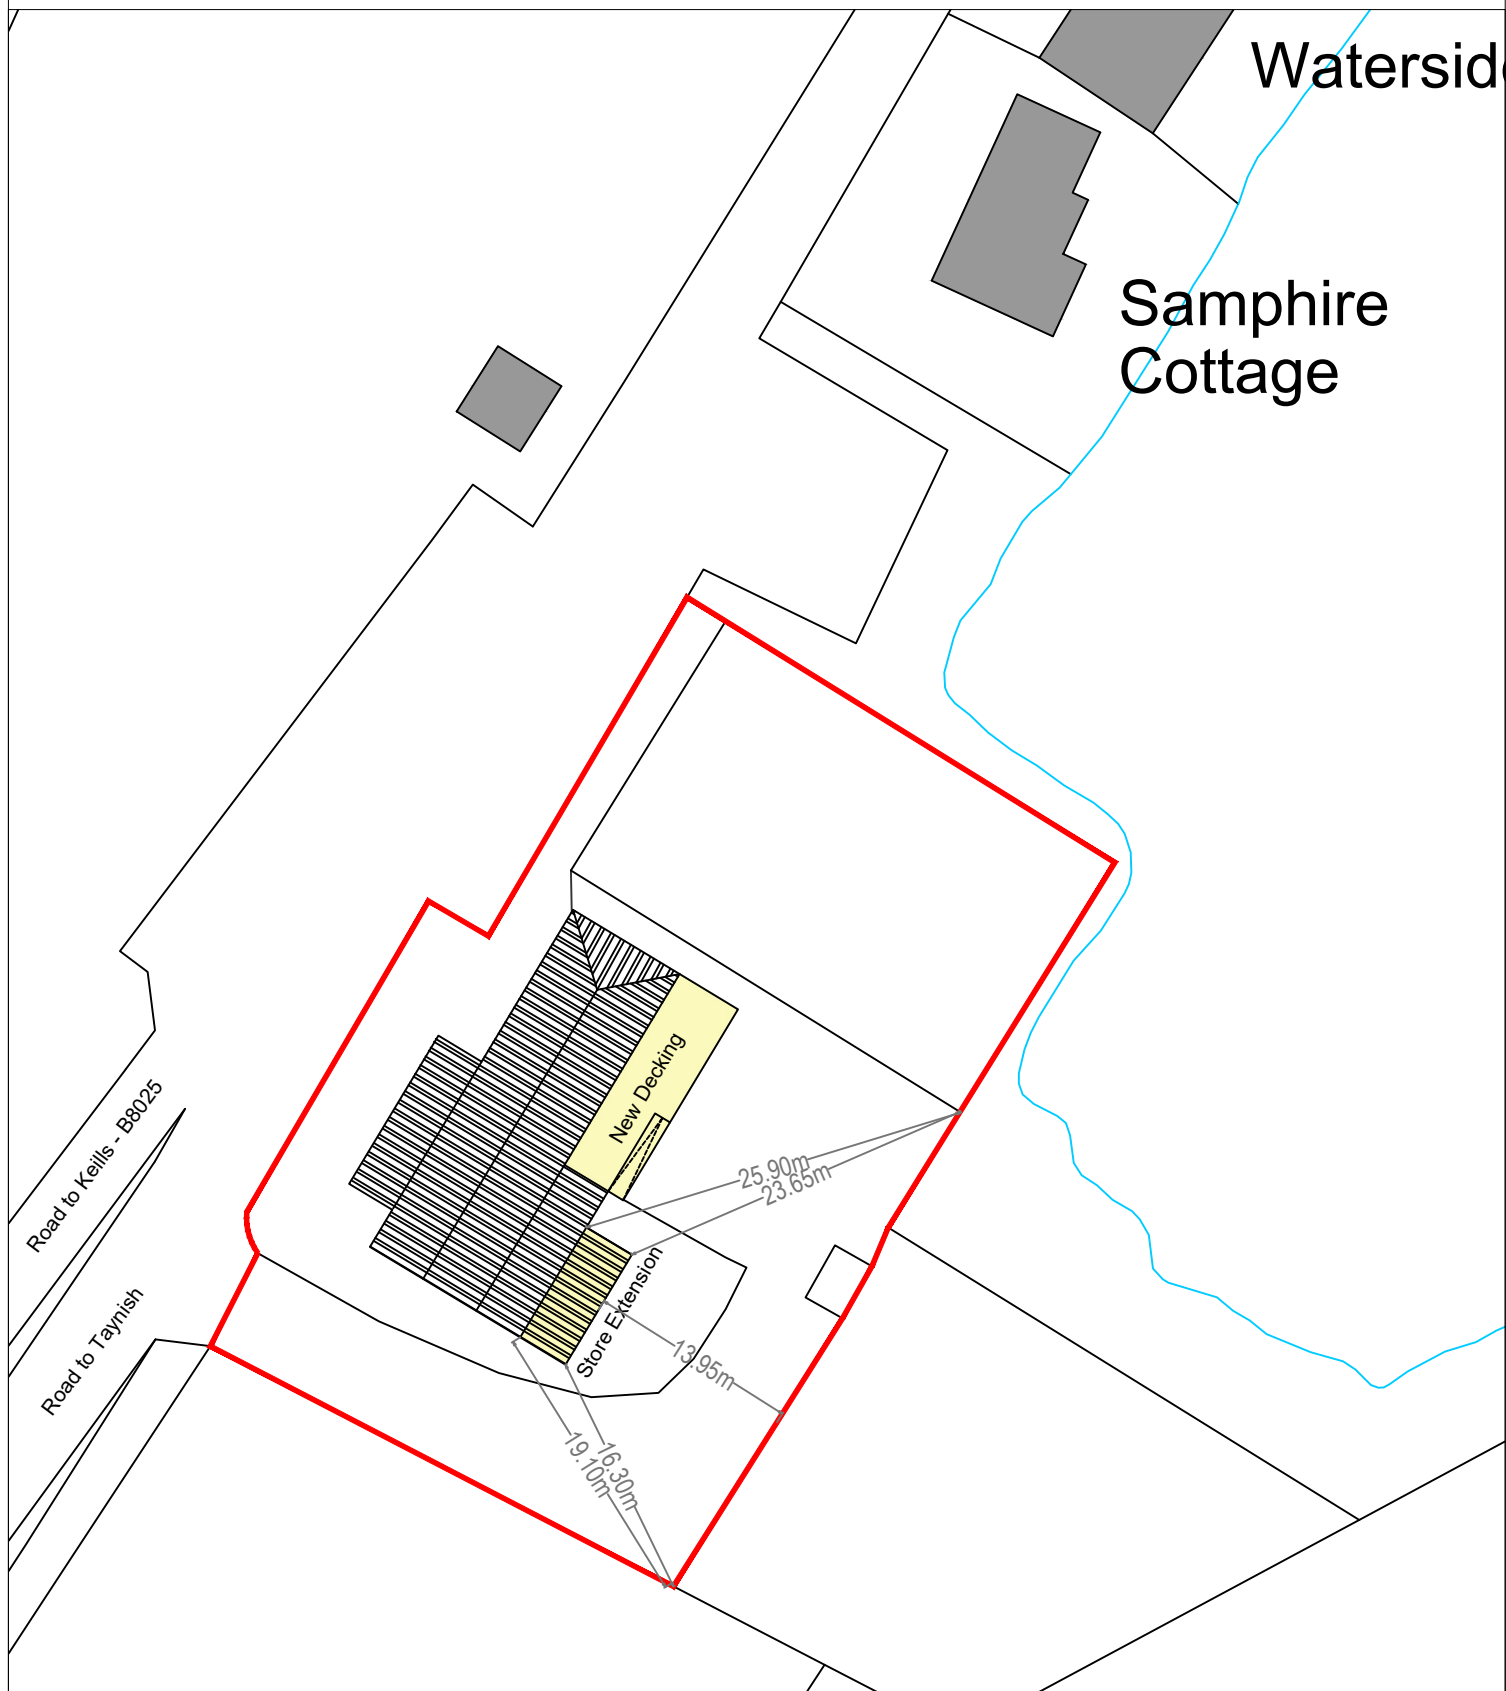 Waterside
Samphire
Cottage
New Decking
Road to Keills - B8025
25.90m
23.65m
Store Extension
Road to Taynish
13.95m
16.30m
19.10m